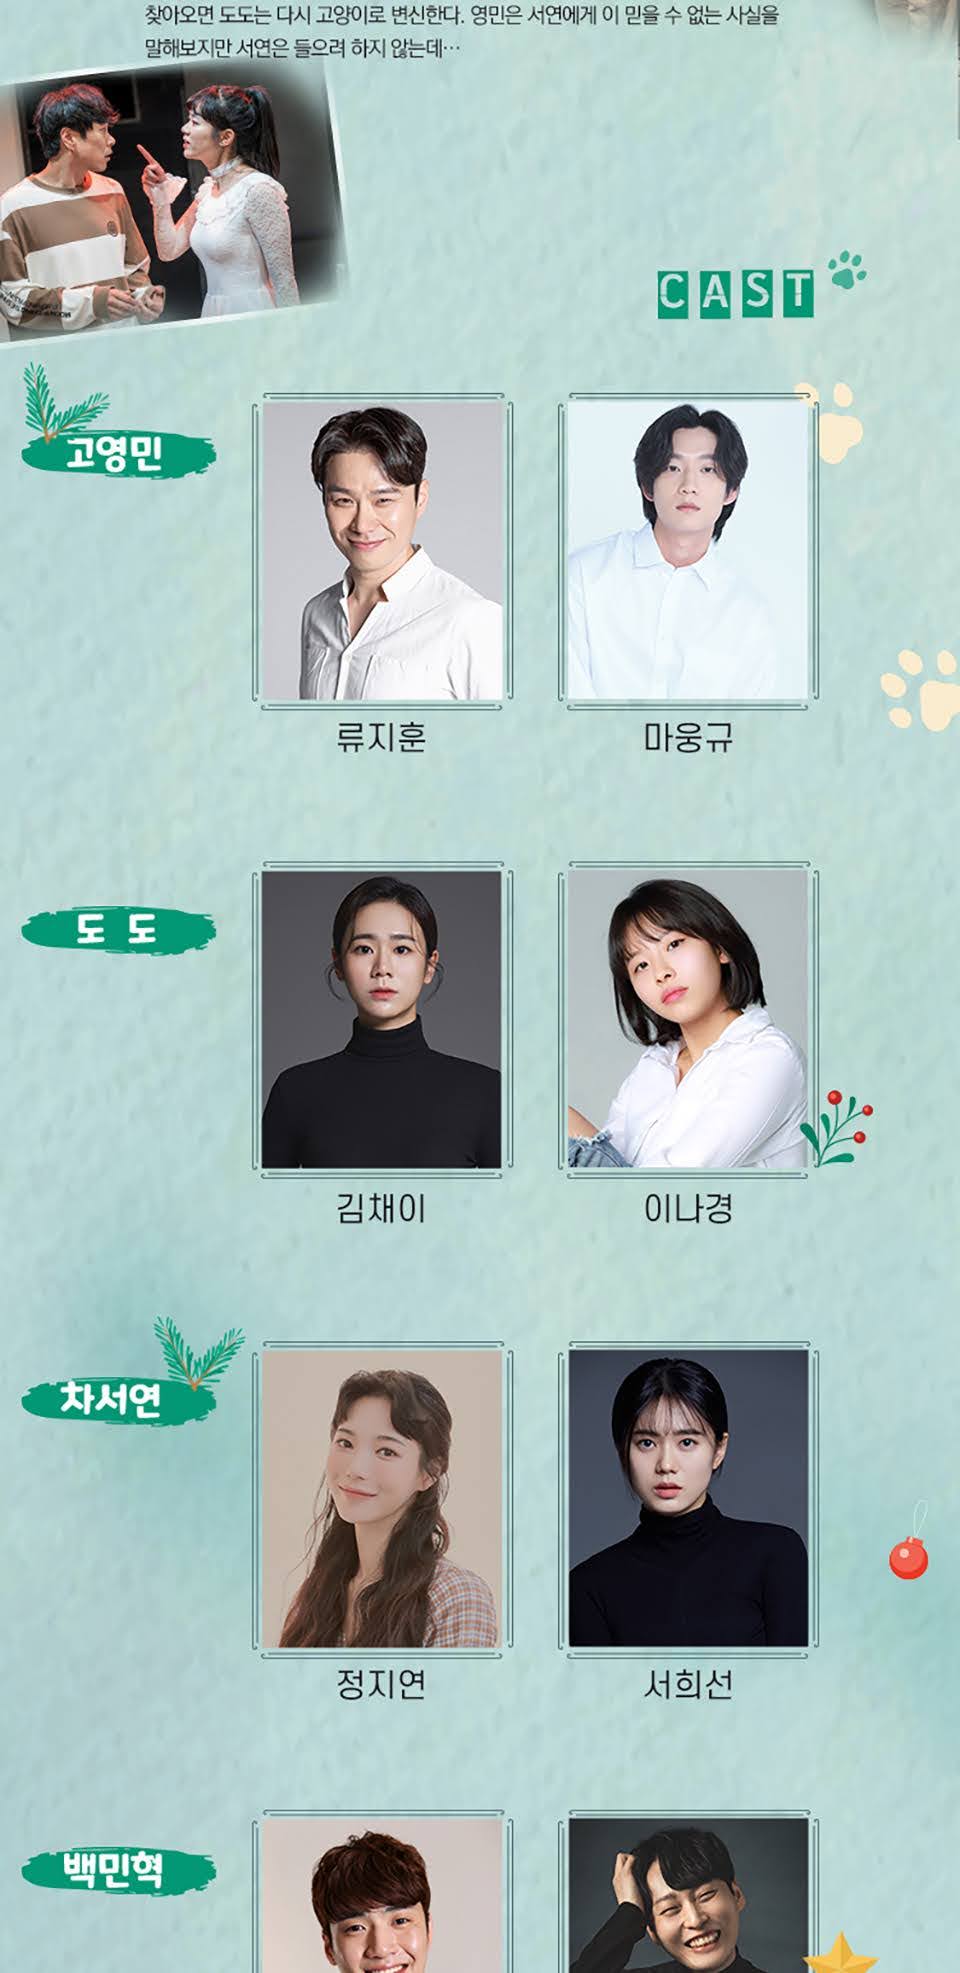 찾아오면 도도는 다시 고양이로 변신한다. 영민은 서연에게 이 믿을 수 없는 사실을
말해보지만 서연은 들으려 하지 않는데…
CAST
고영민
류지훈 마웅규
도 도
김채이 이나경
차서연
정지연 서희선
백민혁